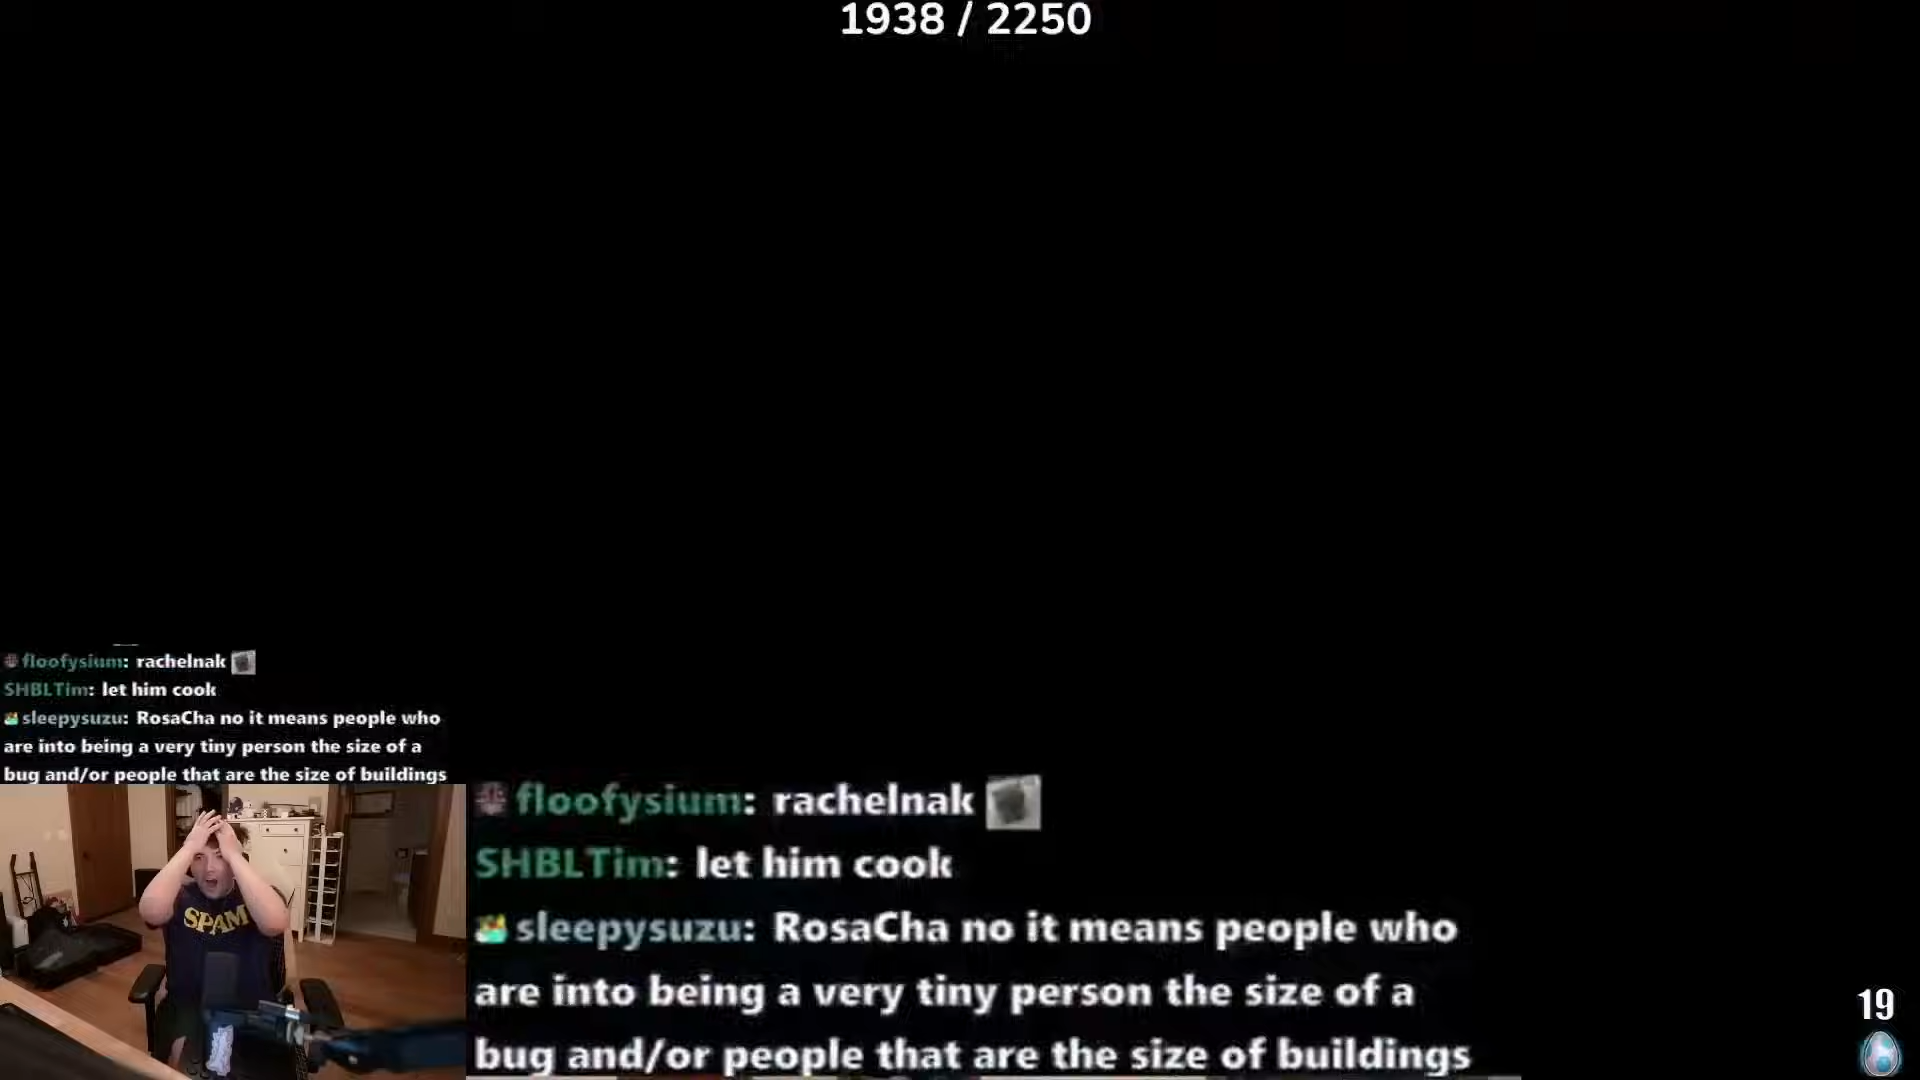 1938 / 2250
floofysium: rachelnak
SHBLTim: let him cook
sleepysuzu: RosaCha no it means people who
are into being a very tiny person the size of a
bug and/or people that are the size of buildings
SPAM
floofysium: rachelnak
SHBLTim: let him cook
sleepysuzu: RosaCha no it means people who
are into being a very tiny person the size of a
bug and/or people that are the size of buildings
19